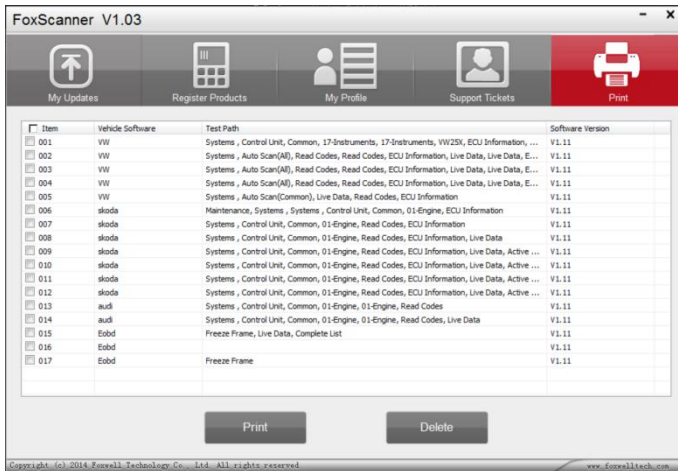 FoxScanner V1.03
My Updates Register Products My Profile Support Tickets Print
Item Vehicle Software Test Path Software Version
001 VW Systems , Control Unit, Common, 17-Instruments, 17-Instruments, VW25X, ECU Information, ... V1.11
002 VW Systems , Auto Scan(All), Read Codes, Read Codes, ECU Information, Live Data, Live Data, E... V1.11
003 VW Systems , Auto Scan(All), Read Codes, Read Codes, ECU Information, Live Data, Live Data, E... V1.11
004 VW Systems , Auto Scan(All), Read Codes, Read Codes, ECU Information, Live Data, Live Data, E... V1.11
005 VW Systems , Auto Scan(Common), Live Data, Read Codes, ECU Information V1.11
006 skoda Maintenance, Systems , Systems , Control Unit, Common, 01-Engine, ECU Information V1.11
007 skoda Systems , Control Unit, Common, 01-Engine, Read Codes, ECU Information V1.11
008 skoda Systems , Control Unit, Common, 01-Engine, Read Codes, ECU Information, Live Data V1.11
009 skoda Systems , Control Unit, Common, 01-Engine, Read Codes, ECU Information, Live Data, Active ... V1.11
010 skoda Systems , Control Unit, Common, 01-Engine, Read Codes, ECU Information, Live Data, Active ... V1.11
011 skoda Systems , Control Unit, Common, 01-Engine, Read Codes, ECU Information, Live Data, Active ... V1.11
012 skoda Systems , Control Unit, Common, 01-Engine, Read Codes, ECU Information, Live Data, Active ... V1.11
013 audi Systems , Control Unit, Common, 01-Engine, 01-Engine, Read Codes V1.11
014 audi Systems , Control Unit, Common, 01-Engine, 01-Engine, Read Codes, Live Data V1.11
015 Eobd Freeze Frame, Live Data, Complete List V1.11
016 Eobd V1.11
017 Eobd Freeze Frame V1.11
Print Delete
Copyright (c) 2014 Foxwell Technology Co., Ltd. All rights reserved www.foxwelltech.com